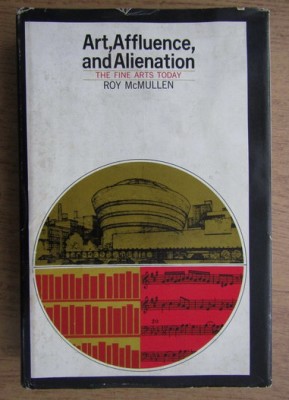 Art, Affluence,
and Alienation
THE FINE ARTS TODAY
ROY McMULLEN